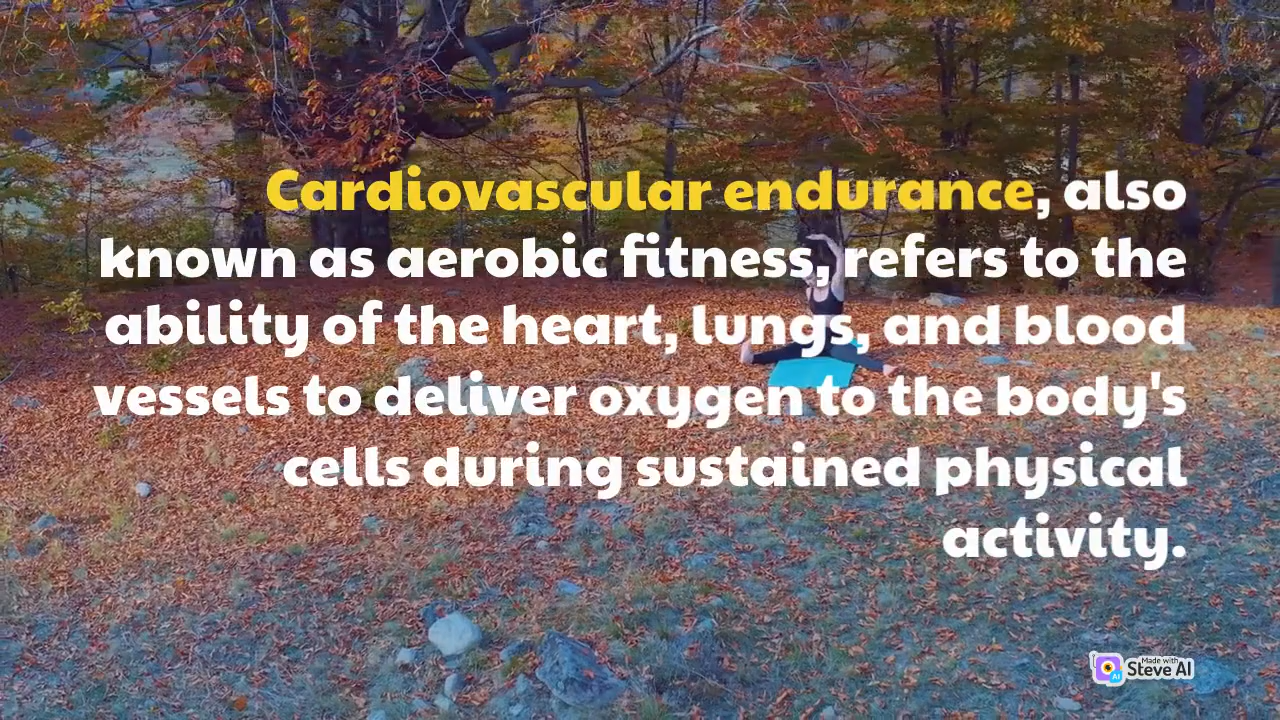 Cardiovascular endurance, also
known as aerobic fitness, refers to the
ability of the heart, lungs, and blood
vessels to deliver oxygen to the body's
cells during sustained physical
activity.
Made with
Steve AI
AI